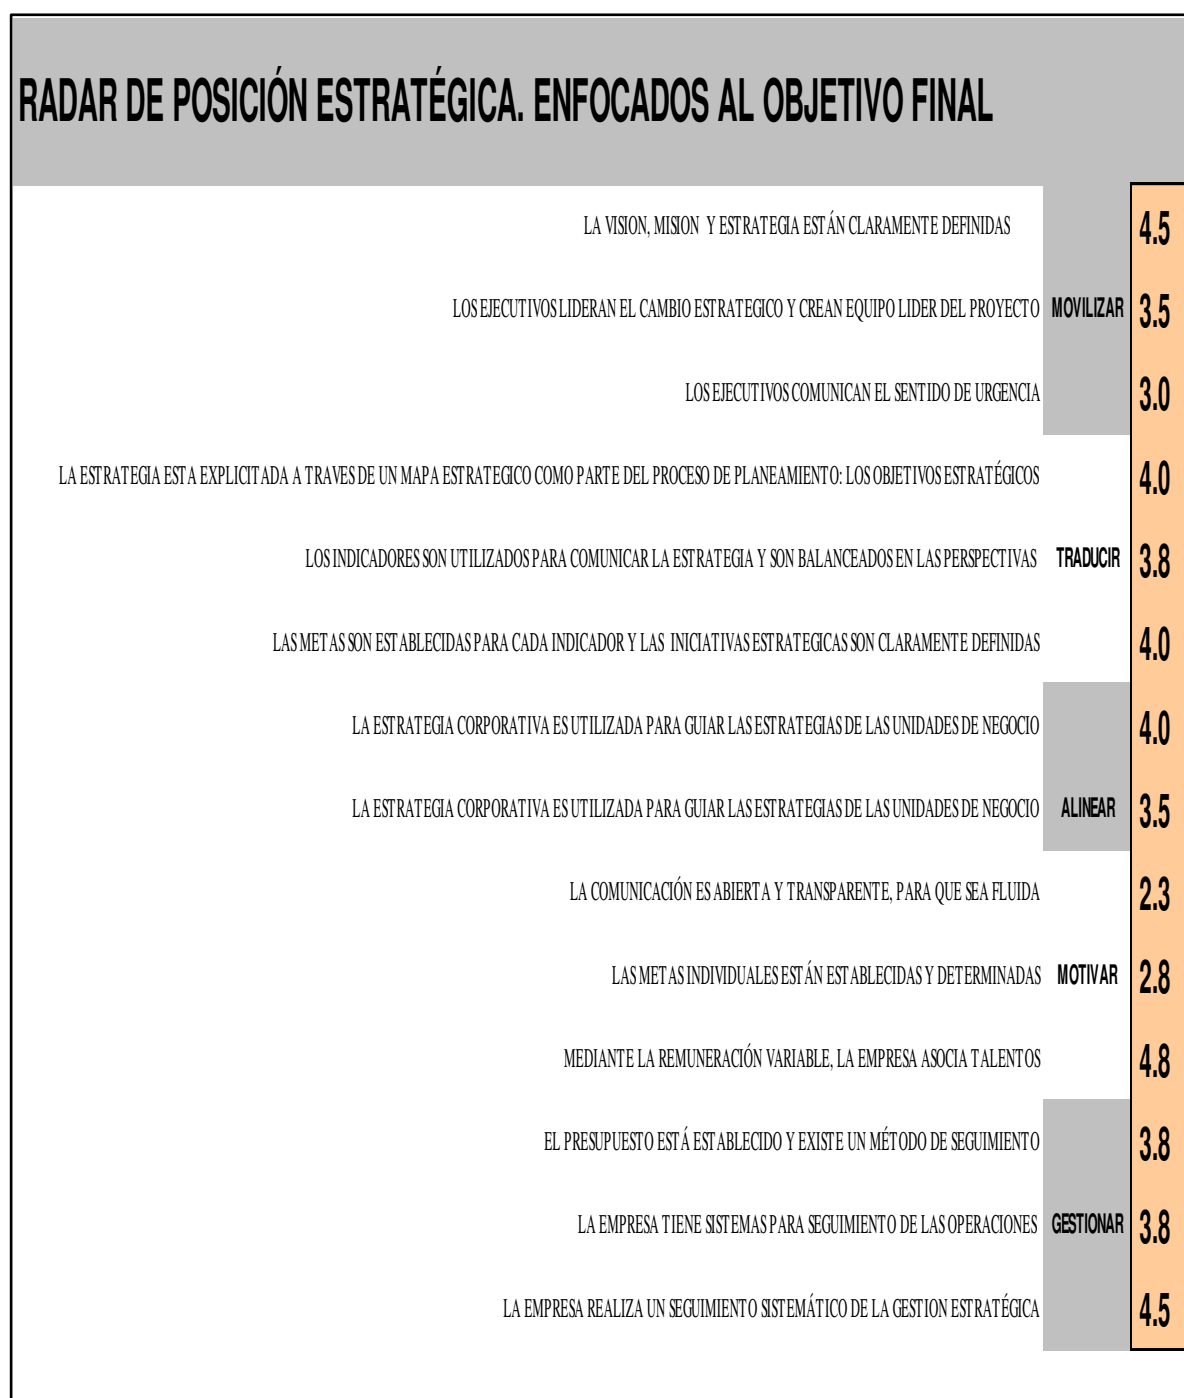 RADAR DE POSICIÓN ESTRATÉGICA. ENFOCADOS AL OBJETIVO FINAL
LA VISION, MISION Y ESTRATEGIA ESTÁN CLARAMENTE DEFINIDAS 4.5
LOS EJECUTIVOS LIDERAN EL CAMBIO ESTRATEGICO Y CREAN EQUIPO LIDER DEL PROYECTO MOVILIZAR 3.5
LOS EJECUTIVOS COMUNICAN EL SENTIDO DE URGENCIA 3.0
LA ESTRATEGIA ESTA EXPLICITADA A TRAVES DE UN MAPA ESTRATEGICO COMO PARTE DEL PROCESO DE PLANEAMIENTO: LOS OBJETIVOS ESTRATÉGICOS 4.0
LOS INDICADORES SON UTILIZADOS PARA COMUNICAR LA ESTRATEGIA Y SON BALANCEADOS EN LAS PERSPECTIVAS TRADUCIR 3.8
LAS METAS SON ESTABLECIDAS PARA CADA INDICADOR Y LAS INICIATIVAS ESTRATEGICAS SON CLARAMENTE DEFINIDAS 4.0
LA ESTRATEGIA CORPORATIVA ES UTILIZADA PARA GUIAR LAS ESTRATEGIAS DE LAS UNIDADES DE NEGOCIO 4.0
LA ESTRATEGIA CORPORATIVA ES UTILIZADA PARA GUIAR LAS ESTRATEGIAS DE LAS UNIDADES DE NEGOCIO ALINEAR 3.5
LA COMUNICACIÓN ES ABIERTA Y TRANSPARENTE, PARA QUE SEA FLUIDA 2.3
LAS METAS INDIVIDUALES ESTÁN ESTABLECIDAS Y DETERMINADAS MOTIVAR 2.8
MEDIANTE LA REMUNERACIÓN VARIABLE, LA EMPRESA ASOCIA TALENTOS 4.8
EL PRESUPUESTO ESTÁ ESTABLECIDO Y EXISTE UN MÉTODO DE SEGUIMIENTO 3.8
LA EMPRESA TIENE SISTEMAS PARA SEGUIMIENTO DE LAS OPERACIONES GESTIONAR 3.8
LA EMPRESA REALIZA UN SEGUIMIENTO SISTEMÁTICO DE LA GESTION ESTRATÉGICA 4.5